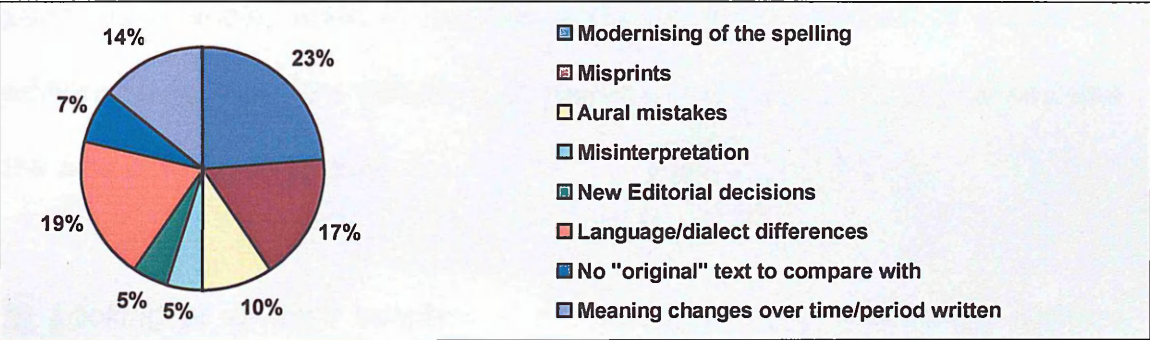 14%
23%
7%
19%
17%
5%
5%
10%
Modernising of the spelling
Misprints
Aural mistakes
Misinterpretation
New Editorial decisions
Language/dialect differences
No "original" text to compare with
Meaning changes over time/period written